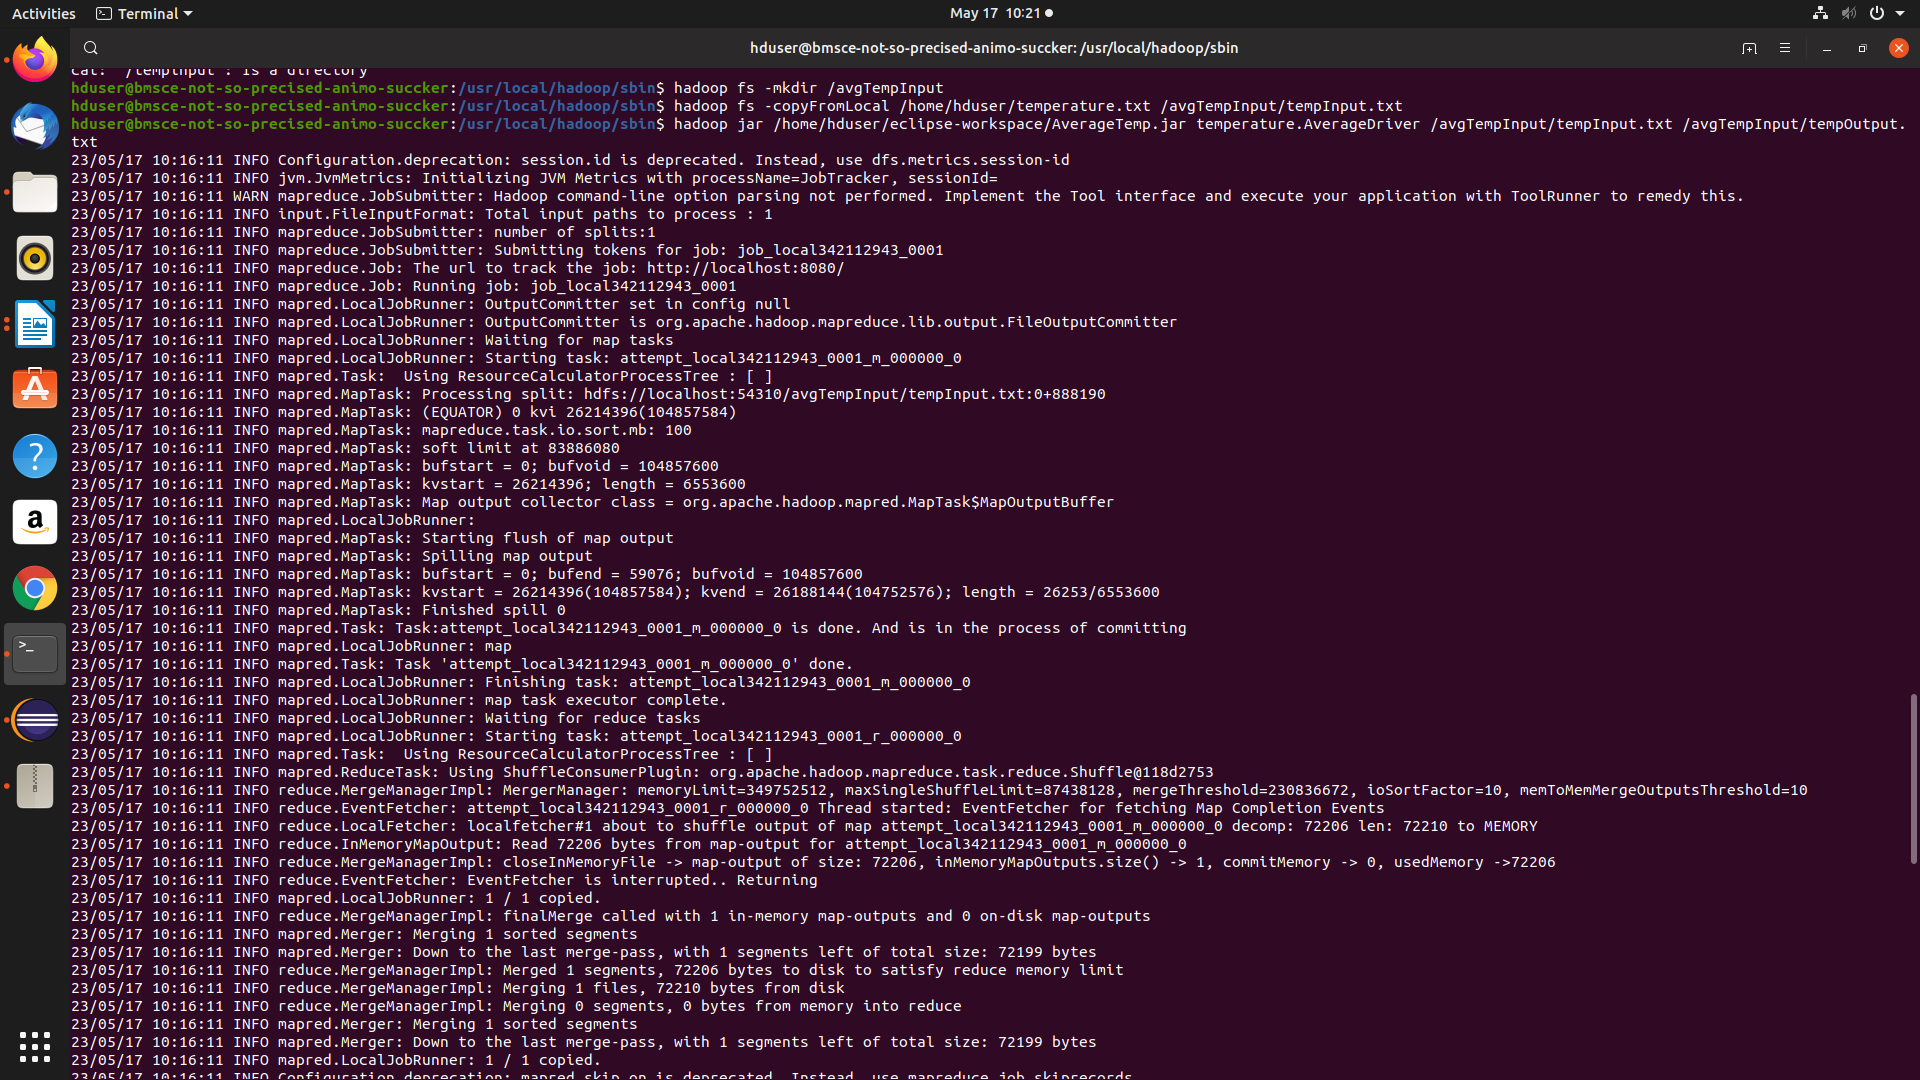 Activities Terminal May 17 10:21
hduser@bmsce-not-so-precised-animo-succker: /usr/local/hadoop/sbin
cat: `/tempInput': Is a directory
hduser@bmsce-not-so-precised-animo-succker:/usr/local/hadoop/sbin$ hadoop fs -mkdir /avgTempInput
hduser@bmsce-not-so-precised-animo-succker:/usr/local/hadoop/sbin$ hadoop fs -copyFromLocal /home/hduser/temperature.txt /avgTempInput/tempInput.txt
hduser@bmsce-not-so-precised-animo-succker:/usr/local/hadoop/sbin$ hadoop jar /home/hduser/eclipse-workspace/AverageTemp.jar temperature.AverageDriver /avgTempInput/tempInput.txt /avgTempInput/tempOutput.
txt
23/05/17 10:16:11 INFO Configuration.deprecation: session.id is deprecated. Instead, use dfs.metrics.session-id
23/05/17 10:16:11 INFO jvm.JvmMetrics: Initializing JVM Metrics with processName=JobTracker, sessionId=
23/05/17 10:16:11 WARN mapreduce.JobSubmitter: Hadoop command-line option parsing not performed. Implement the Tool interface and execute your application with ToolRunner to remedy this.
23/05/17 10:16:11 INFO input.FileInputFormat: Total input paths to process : 1
23/05/17 10:16:11 INFO mapreduce.JobSubmitter: number of splits:1
23/05/17 10:16:11 INFO mapreduce.JobSubmitter: Submitting tokens for job: job_local342112943_0001
23/05/17 10:16:11 INFO mapreduce.Job: The url to track the job: http://localhost:8080/
23/05/17 10:16:11 INFO mapreduce.Job: Running job: job_local342112943_0001
23/05/17 10:16:11 INFO mapred.LocalJobRunner: OutputCommitter set in config null
23/05/17 10:16:11 INFO mapred.LocalJobRunner: OutputCommitter is org.apache.hadoop.mapreduce.lib.output.FileOutputCommitter
23/05/17 10:16:11 INFO mapred.LocalJobRunner: Waiting for map tasks
23/05/17 10:16:11 INFO mapred.LocalJobRunner: Starting task: attempt_local342112943_0001_m_000000_0
23/05/17 10:16:11 INFO mapred.Task:  Using ResourceCalculatorProcessTree : [ ]
23/05/17 10:16:11 INFO mapred.MapTask: Processing split: hdfs://localhost:54310/avgTempInput/tempInput.txt:0+888190
23/05/17 10:16:11 INFO mapred.MapTask: (EQUATOR) 0 kvi 26214396(104857584)
23/05/17 10:16:11 INFO mapred.MapTask: mapreduce.task.io.sort.mb: 100
23/05/17 10:16:11 INFO mapred.MapTask: soft limit at 83886080
23/05/17 10:16:11 INFO mapred.MapTask: bufstart = 0; bufvoid = 104857600
23/05/17 10:16:11 INFO mapred.MapTask: kvstart = 26214396; length = 6553600
23/05/17 10:16:11 INFO mapred.MapTask: Map output collector class = org.apache.hadoop.mapred.MapTask$MapOutputBuffer
23/05/17 10:16:11 INFO mapred.LocalJobRunner:
23/05/17 10:16:11 INFO mapred.MapTask: Starting flush of map output
23/05/17 10:16:11 INFO mapred.MapTask: Spilling map output
23/05/17 10:16:11 INFO mapred.MapTask: bufstart = 0; bufend = 59076; bufvoid = 104857600
23/05/17 10:16:11 INFO mapred.MapTask: kvstart = 26214396(104857584); kvend = 26188144(104752576); length = 26253/6553600
23/05/17 10:16:11 INFO mapred.MapTask: Finished spill 0
23/05/17 10:16:11 INFO mapred.Task: Task:attempt_local342112943_0001_m_000000_0 is done. And is in the process of committing
23/05/17 10:16:11 INFO mapred.LocalJobRunner: map
23/05/17 10:16:11 INFO mapred.Task: Task 'attempt_local342112943_0001_m_000000_0' done.
23/05/17 10:16:11 INFO mapred.LocalJobRunner: Finishing task: attempt_local342112943_0001_m_000000_0
23/05/17 10:16:11 INFO mapred.LocalJobRunner: map task executor complete.
23/05/17 10:16:11 INFO mapred.LocalJobRunner: Waiting for reduce tasks
23/05/17 10:16:11 INFO mapred.LocalJobRunner: Starting task: attempt_local342112943_0001_r_000000_0
23/05/17 10:16:11 INFO mapred.Task:  Using ResourceCalculatorProcessTree : [ ]
23/05/17 10:16:11 INFO mapred.ReduceTask: Using ShuffleConsumerPlugin: org.apache.hadoop.mapreduce.task.reduce.Shuffle@118d2753
23/05/17 10:16:11 INFO reduce.MergeManagerImpl: MergerManager: memoryLimit=349752512, maxSingleShuffleLimit=87438128, mergeThreshold=230836672, ioSortFactor=10, memToMemMergeOutputsThreshold=10
23/05/17 10:16:11 INFO reduce.EventFetcher: attempt_local342112943_0001_r_000000_0 Thread started: EventFetcher for fetching Map Completion Events
23/05/17 10:16:11 INFO reduce.LocalFetcher: localfetcher#1 about to shuffle output of map attempt_local342112943_0001_m_000000_0 decomp: 72206 len: 72210 to MEMORY
23/05/17 10:16:11 INFO reduce.InMemoryMapOutput: Read 72206 bytes from map-output for attempt_local342112943_0001_m_000000_0
23/05/17 10:16:11 INFO reduce.MergeManagerImpl: closeInMemoryFile -> map-output of size: 72206, inMemoryMapOutputs.size() -> 1, commitMemory -> 0, usedMemory ->72206
23/05/17 10:16:11 INFO reduce.EventFetcher: EventFetcher is interrupted.. Returning
23/05/17 10:16:11 INFO mapred.LocalJobRunner: 1 / 1 copied.
23/05/17 10:16:11 INFO reduce.MergeManagerImpl: finalMerge called with 1 in-memory map-outputs and 0 on-disk map-outputs
23/05/17 10:16:11 INFO mapred.Merger: Merging 1 sorted segments
23/05/17 10:16:11 INFO mapred.Merger: Down to the last merge-pass, with 1 segments left of total size: 72199 bytes
23/05/17 10:16:11 INFO reduce.MergeManagerImpl: Merged 1 segments, 72206 bytes to disk to satisfy reduce memory limit
23/05/17 10:16:11 INFO reduce.MergeManagerImpl: Merging 1 files, 72210 bytes from disk
23/05/17 10:16:11 INFO reduce.MergeManagerImpl: Merging 0 segments, 0 bytes from memory into reduce
23/05/17 10:16:11 INFO mapred.Merger: Merging 1 sorted segments
23/05/17 10:16:11 INFO mapred.Merger: Down to the last merge-pass, with 1 segments left of total size: 72199 bytes
23/05/17 10:16:11 INFO mapred.LocalJobRunner: 1 / 1 copied.
23/05/17 10:16:11 INFO Configuration.deprecation: mapred.skip.on is deprecated. Instead, use mapreduce.job.skiprecords